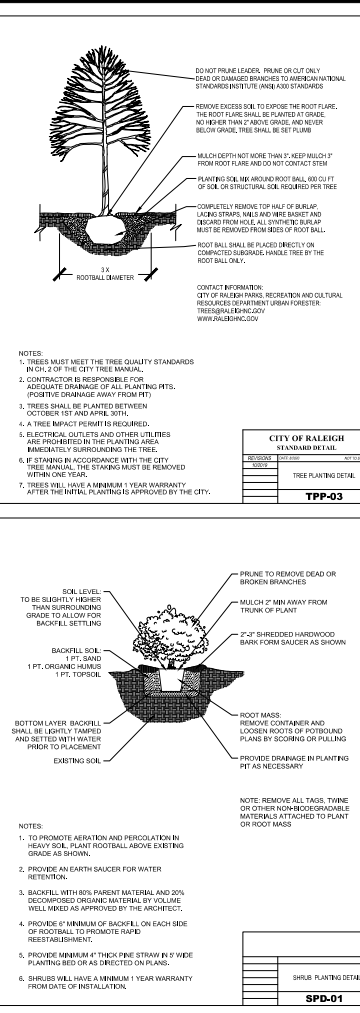 DO NOT PRUNE LEADER. PRUNE OR CUT ONLY
DEAD OR DAMAGED BRANCHES TO AMERICAN NATIONAL
STANDARDS INSTITUTE (ANSI) A300 STANDARDS
REMOVE EXCESS SOIL TO EXPOSE THE ROOT FLARE.
THE ROOT FLARE SHALL BE PLANTED AT GRADE,
NO HIGHER THAN 2" ABOVE GRADE, AND NEVER
BELOW GRADE, TREE SHALL BE SET PLUMB
MULCH DEPTH NOT MORE THAN 3". KEEP MULCH 3"
FROM ROOT FLARE AND DO NOT CONTACT STEM
PLANTING SOIL MIX AROUND ROOT BALL, 600 CU FT
OF SOIL OR STRUCTURAL SOIL REQUIRED PER TREE
COMPLETELY REMOVE TOP HALF OF BURLAP,
LACING STRAPS, NAILS AND WIRE BASKET AND
DISCARD FROM HOLE, ALL SYNTHETIC BURLAP
MUST BE REMOVED FROM SIDES OF ROOT BALL.
ROOT BALL SHALL BE PLACED DIRECTLY ON
COMPACTED SUBGRADE. HANDLE TREE BY THE
ROOT BALL ONLY.
3 X
ROOTBALL DIAMETER
CONTACT INFORMATION:
CITY OF RALEIGH PARKS, RECREATION AND CULTURAL
RESOURCES DEPARTMENT URBAN FORESTER:
TREES@RALEIGHNC.GOV
WWW.RALEIGHNC.GOV
NOTES:
1. TREES MUST MEET THE TREE QUALITY STANDARDS
IN CH. 2 OF THE CITY TREE MANUAL.
2. CONTRACTOR IS RESPONSIBLE FOR
ADEQUATE DRAINAGE OF ALL PLANTING PITS.
(POSITIVE DRAINAGE AWAY FROM PIT)
3. TREES SHALL BE PLANTED BETWEEN
OCTOBER 1ST AND APRIL 30TH.
4. A TREE IMPACT PERMIT IS REQUIRED.
5. ELECTRICAL OUTLETS AND OTHER UTILITIES
ARE PROHIBITED IN THE PLANTING AREA
IMMEDIATELY SURROUNDING THE TREE.
6. IF STAKING IN ACCORDANCE WITH THE CITY
TREE MANUAL, THE STAKING MUST BE REMOVED
WITHIN ONE YEAR.
7. TREES WILL HAVE A MINIMUM 1 YEAR WARRANTY
AFTER THE INITIAL PLANTING IS APPROVED BY THE CITY.
CITY OF RALEIGH
STANDARD DETAIL
REVISIONS
TREE PLANTING DETAIL
TPP-03
SOIL LEVEL:
TO BE SLIGHTLY HIGHER
THAN SURROUNDING
GRADE TO ALLOW FOR
BACKFILL SETTLING
BACKFILL SOIL:
1 PT. SAND
1 PT. ORGANIC HUMUS
1 PT. TOPSOIL
BOTTOM LAYER BACKFILL
SHALL BE LIGHTLY TAMPED
AND SETTED WITH WATER
PRIOR TO PLACEMENT
EXISTING SOIL
PRUNE TO REMOVE DEAD OR
BROKEN BRANCHES
MULCH 2" MIN AWAY FROM
TRUNK OF PLANT
2"-3" SHREDDED HARDWOOD
BARK FORM SAUCER AS SHOWN
ROOT MASS:
REMOVE CONTAINER AND
LOOSEN ROOTS OF POTBOUND
PLANS BY SCORING OR PULLING
PROVIDE DRAINAGE IN PLANTING
PIT AS NECESSARY
NOTE: REMOVE ALL TAGS, TWINE
OR OTHER NON-BIODEGRADABLE
MATERIALS ATTACHED TO PLANT
OR ROOT MASS
NOTES:
1. TO PROMOTE AERATION AND PERCOLATION IN
HEAVY SOIL, PLANT ROOTBALL ABOVE EXISTING
GRADE AS SHOWN.
2. PROVIDE AN EARTH SAUCER FOR WATER
RETENTION.
3. BACKFILL WITH 80% PARENT MATERIAL AND 20%
DECOMPOSED ORGANIC MATERIAL BY VOLUME
WELL MIXED AS APPROVED BY THE ARCHITECT.
4. PROVIDE 6" MINIMUM OF BACKFILL ON EACH SIDE
OF ROOTBALL TO PROMOTE RAPID
REESTABLISHMENT.
5. PROVIDE MINIMUM 4" THICK PINE STRAW IN 5' WIDE
PLANTING BED OR AS DIRECTED ON PLANS.
6. SHRUBS WILL HAVE A MINIMUM 1 YEAR WARRANTY
FROM DATE OF INSTALLATION.
SHRUB PLANTING DETAIL
SPD-01